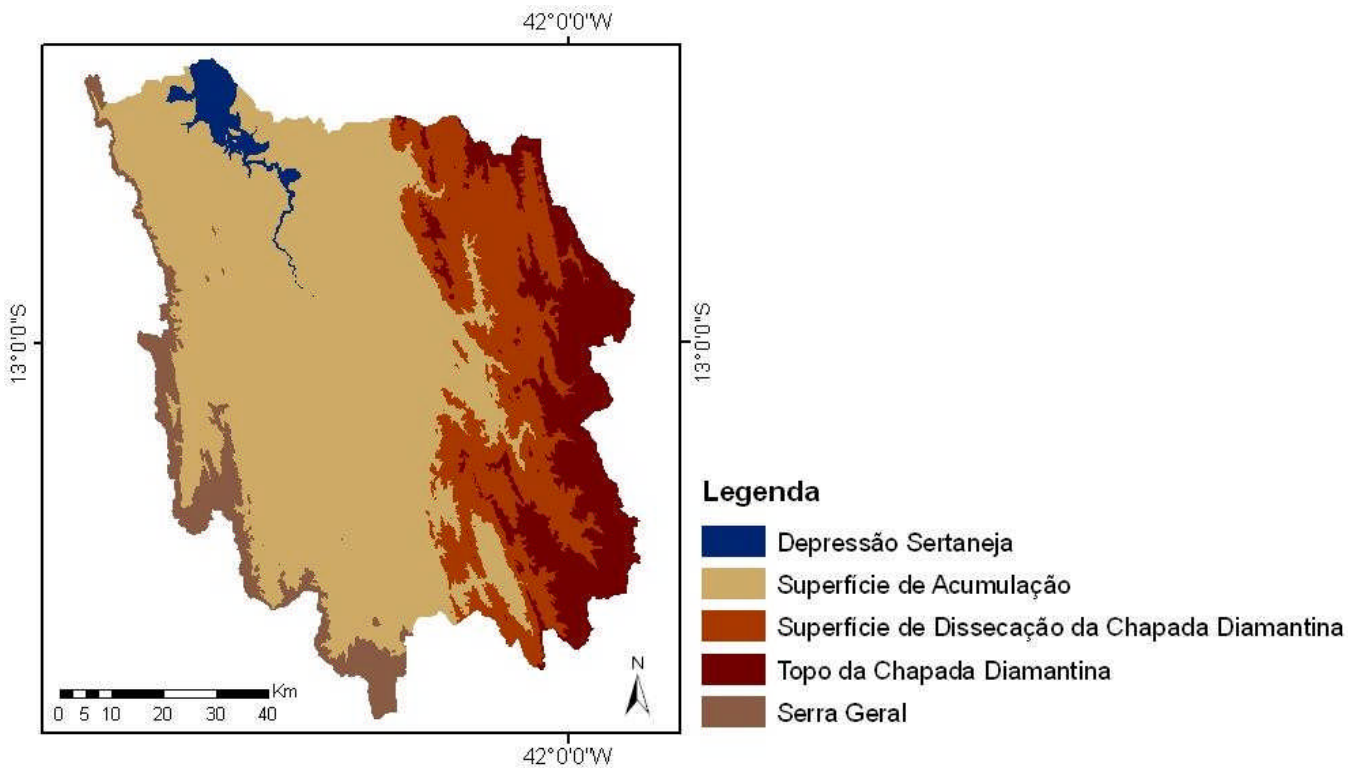 42°0'0"W
13°0'0"S
13°0'0"S
Legenda
Depressão Sertaneja
Superfície de Acumulação
Superfície de Dissecação da Chapada Diamantina
Topo da Chapada Diamantina
Serra Geral
N
Km
0 5 10 20 30 40
42°0'0"W